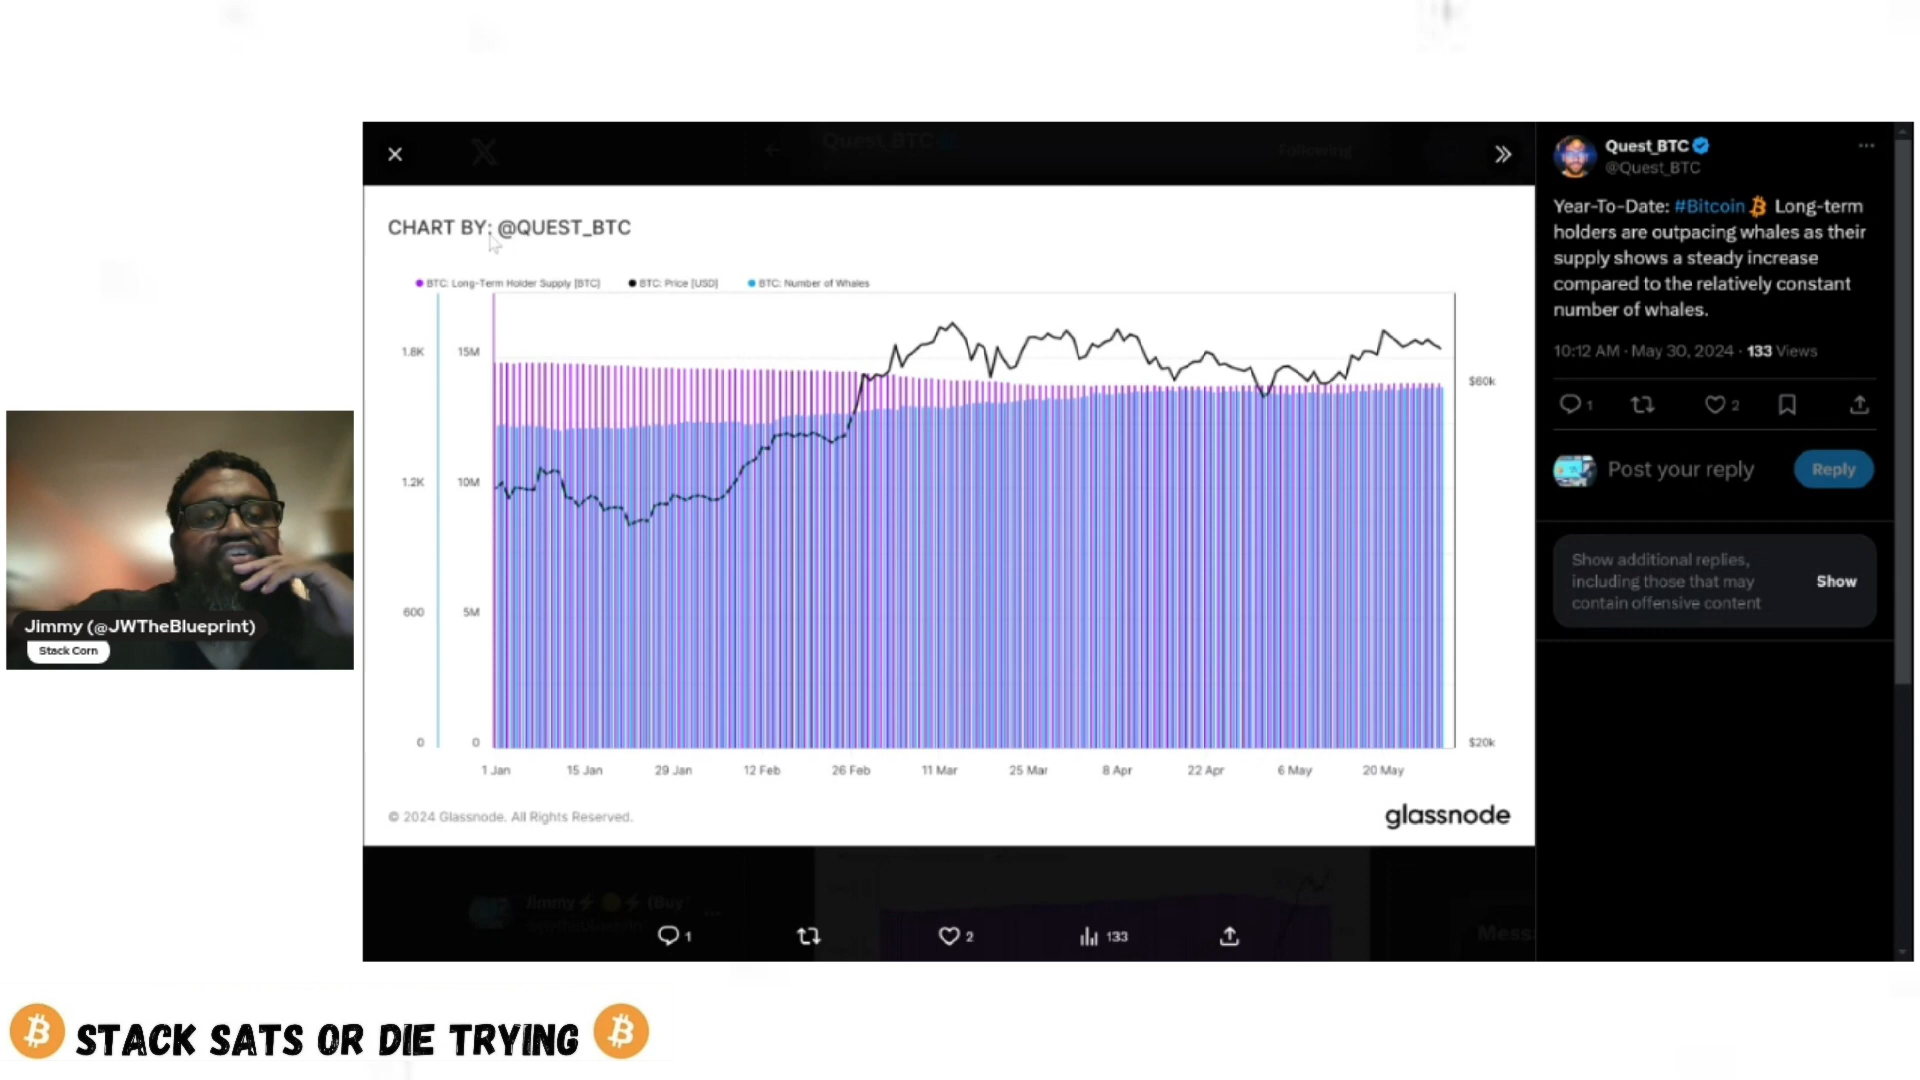 Quest_BTC
Following
CHART BY: @QUEST_BTC
BTC: Long-Term Holder Supply [BTC]
BTC: Price [USD]
BTC: Number of Whales
1.8K
15M
$60k
1.2K
10M
600
5M
0
0
$20k
1 Jan
15 Jan
29 Jan
12 Feb
26 Feb
11 Mar
25 Mar
8 Apr
22 Apr
6 May
20 May
© 2024 Glassnode. All Rights Reserved.
glassnode
Jimmy (Buy
1
2
133
Quest_BTC
@Quest_BTC
Year-To-Date: #Bitcoin Long-term
holders are outpacing whales as their
supply shows a steady increase
compared to the relatively constant
number of whales.
10:12 AM · May 30, 2024 · 133 Views
1
2
Post your reply
Reply
Show additional replies,
including those that may
contain offensive content
Show
Jimmy (@JWTheBlueprint)
Stack Corn
STACK SATS OR DIE TRYING